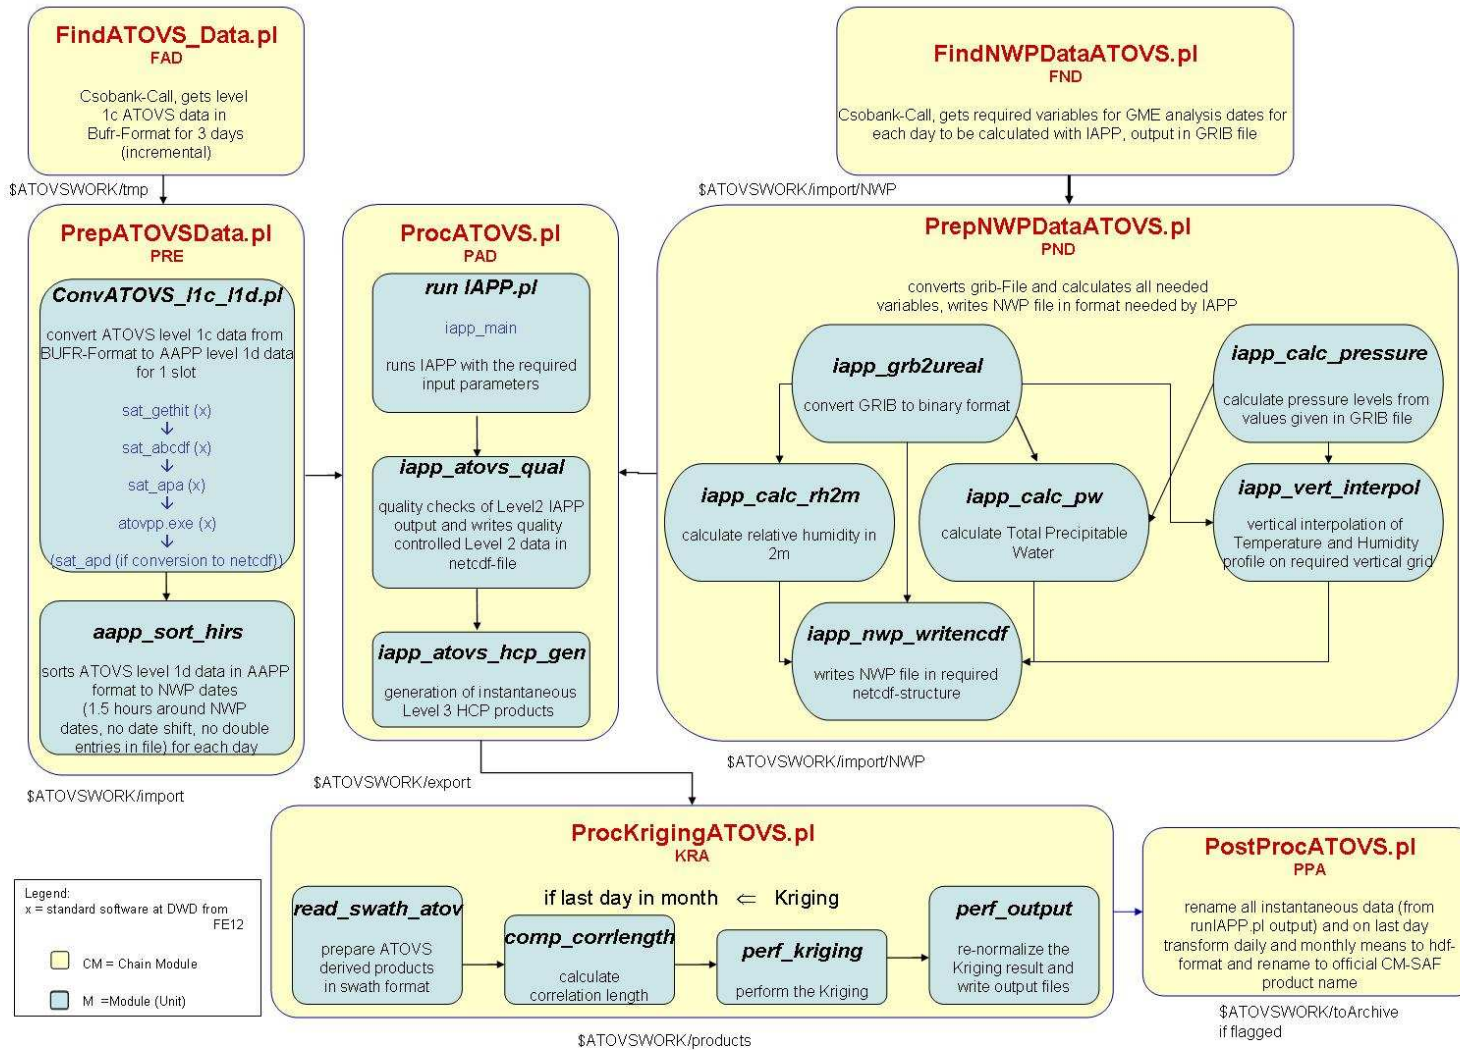 FindATOVS_Data.pl
FAD
Csobank-Call, gets level
1c ATOVS data in
Bufr-Format for 3 days
(incremental)
FindNWPDataATOVS.pl
FND
Csobank-Call, gets required variables for GME analysis dates for
each day to be calculated with IAPP, output in GRIB file
$ATOVSWORK/tmp
$ATOVSWORK/import/NWP
PrepATOVSData.pl
PRE
ConvATOVS_l1c_l1d.pl
convert ATOVS level 1c data from
BUFR-Format to AAPP level 1d data
for 1 slot
sat_gethit (x)
sat_abcdf (x)
sat_apa (x)
atovpp.exe (x)
(sat_apd (if conversion to netcdf))
aapp_sort_hirs
sorts ATOVS level 1d data in AAPP
format to NWP dates
(1.5 hours around NWP
dates, no date shift, no double
entries in file) for each day
$ATOVSWORK/import
ProcATOVS.pl
PAD
run IAPP.pl
iapp_main
runs IAPP with the required
input parameters
iapp_atovs_qual
quality checks of Level2 IAPP
output and writes quality
controlled Level 2 data in
netcdf-file
iapp_atovs_hcp_gen
generation of instantaneous
Level 3 HCP products
$ATOVSWORK/export
PrepNWPDataATOVS.pl
PND
converts grib-File and calculates all needed
variables, writes NWP file in format needed by IAPP
iapp_grb2ureal
convert GRIB to binary format
iapp_calc_pressure
calculate pressure levels from
values given in GRIB file
iapp_calc_rh2m
calculate relative humidity in
2m
iapp_calc_pw
calculate Total Precipitable
Water
iapp_vert_interpol
vertical interpolation of
Temperature and Humidity
profile on required vertical grid
iapp_nwp_writencdf
writes NWP file in required
netcdf-structure
$ATOVSWORK/import/NWP
ProcKrigingATOVS.pl
KRA
if last day in month ⇐ Kriging
read_swath_atov
prepare ATOVS
derived products
in swath format
comp_corrlength
calculate
correlation length
perf_kriging
perform the Kriging
perf_output
re-normalize the
Kriging result and
write output files
$ATOVSWORK/products
PostProcATOVS.pl
PPA
rename all instantaneous data (from
runIAPP.pl output) and on last day
transform daily and monthly means to hdf-
format and rename to official CM-SAF
product name
$ATOVSWORK/toArchive
if flagged
Legend:
x = standard software at DWD from
FE12
CM = Chain Module
M =Module (Unit)